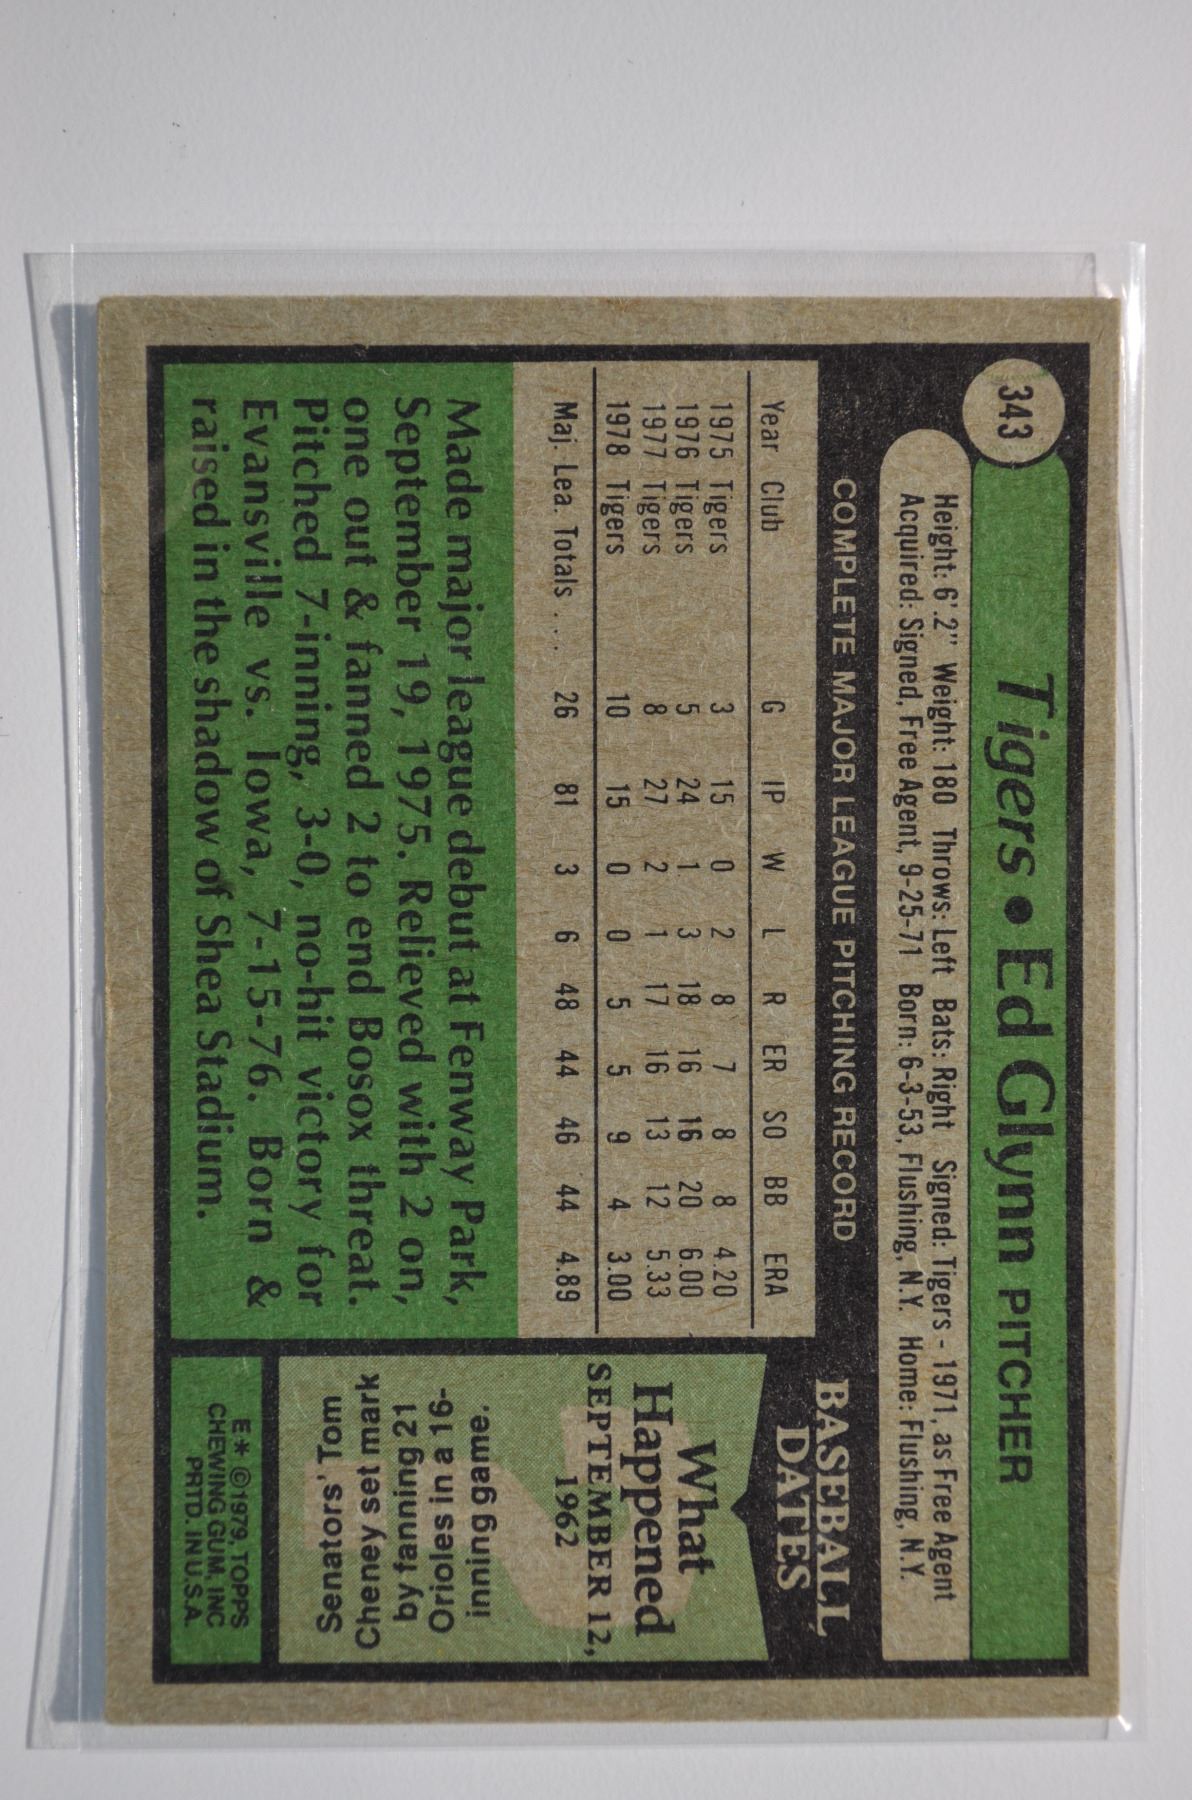 343
Tigers • Ed Glynn PITCHER
Height: 6'2" Weight: 180 Throws: Left Bats: Right Signed: Tigers - 1971, as Free Agent
Acquired: Signed, Free Agent, 9-25-71 Born: 6-3-53, Flushing, N.Y. Home: Flushing, N.Y.
COMPLETE MAJOR LEAGUE PITCHING RECORD
Year Club G IP W L R ER SO BB ERA
1975 Tigers 3 15 0 2 8 7 8 8 4.20
1976 Tigers 5 24 1 3 18 16 16 20 6.00
1977 Tigers 8 27 2 1 17 16 13 12 5.33
1978 Tigers 10 15 0 0 5 5 9 4 3.00
Maj. Lea. Totals . . . 26 81 3 6 48 44 46 44 4.89
Made major league debut at Fenway Park,
September 19, 1975. Relieved with 2 on,
one out & fanned 2 to end Bosox threat.
Pitched 7-inning, 3-0, no-hit victory for
Evansville vs. Iowa, 7-15-76. Born &
raised in the shadow of Shea Stadium.
BASEBALL
DATES
What
Happened
SEPTEMBER 12,
1962
Senators' Tom
Cheney set mark
by fanning 21
Orioles in a 16-
inning game.
E* © 1979, TOPPS
CHEWING GUM, INC
PRTD. IN U.S.A.